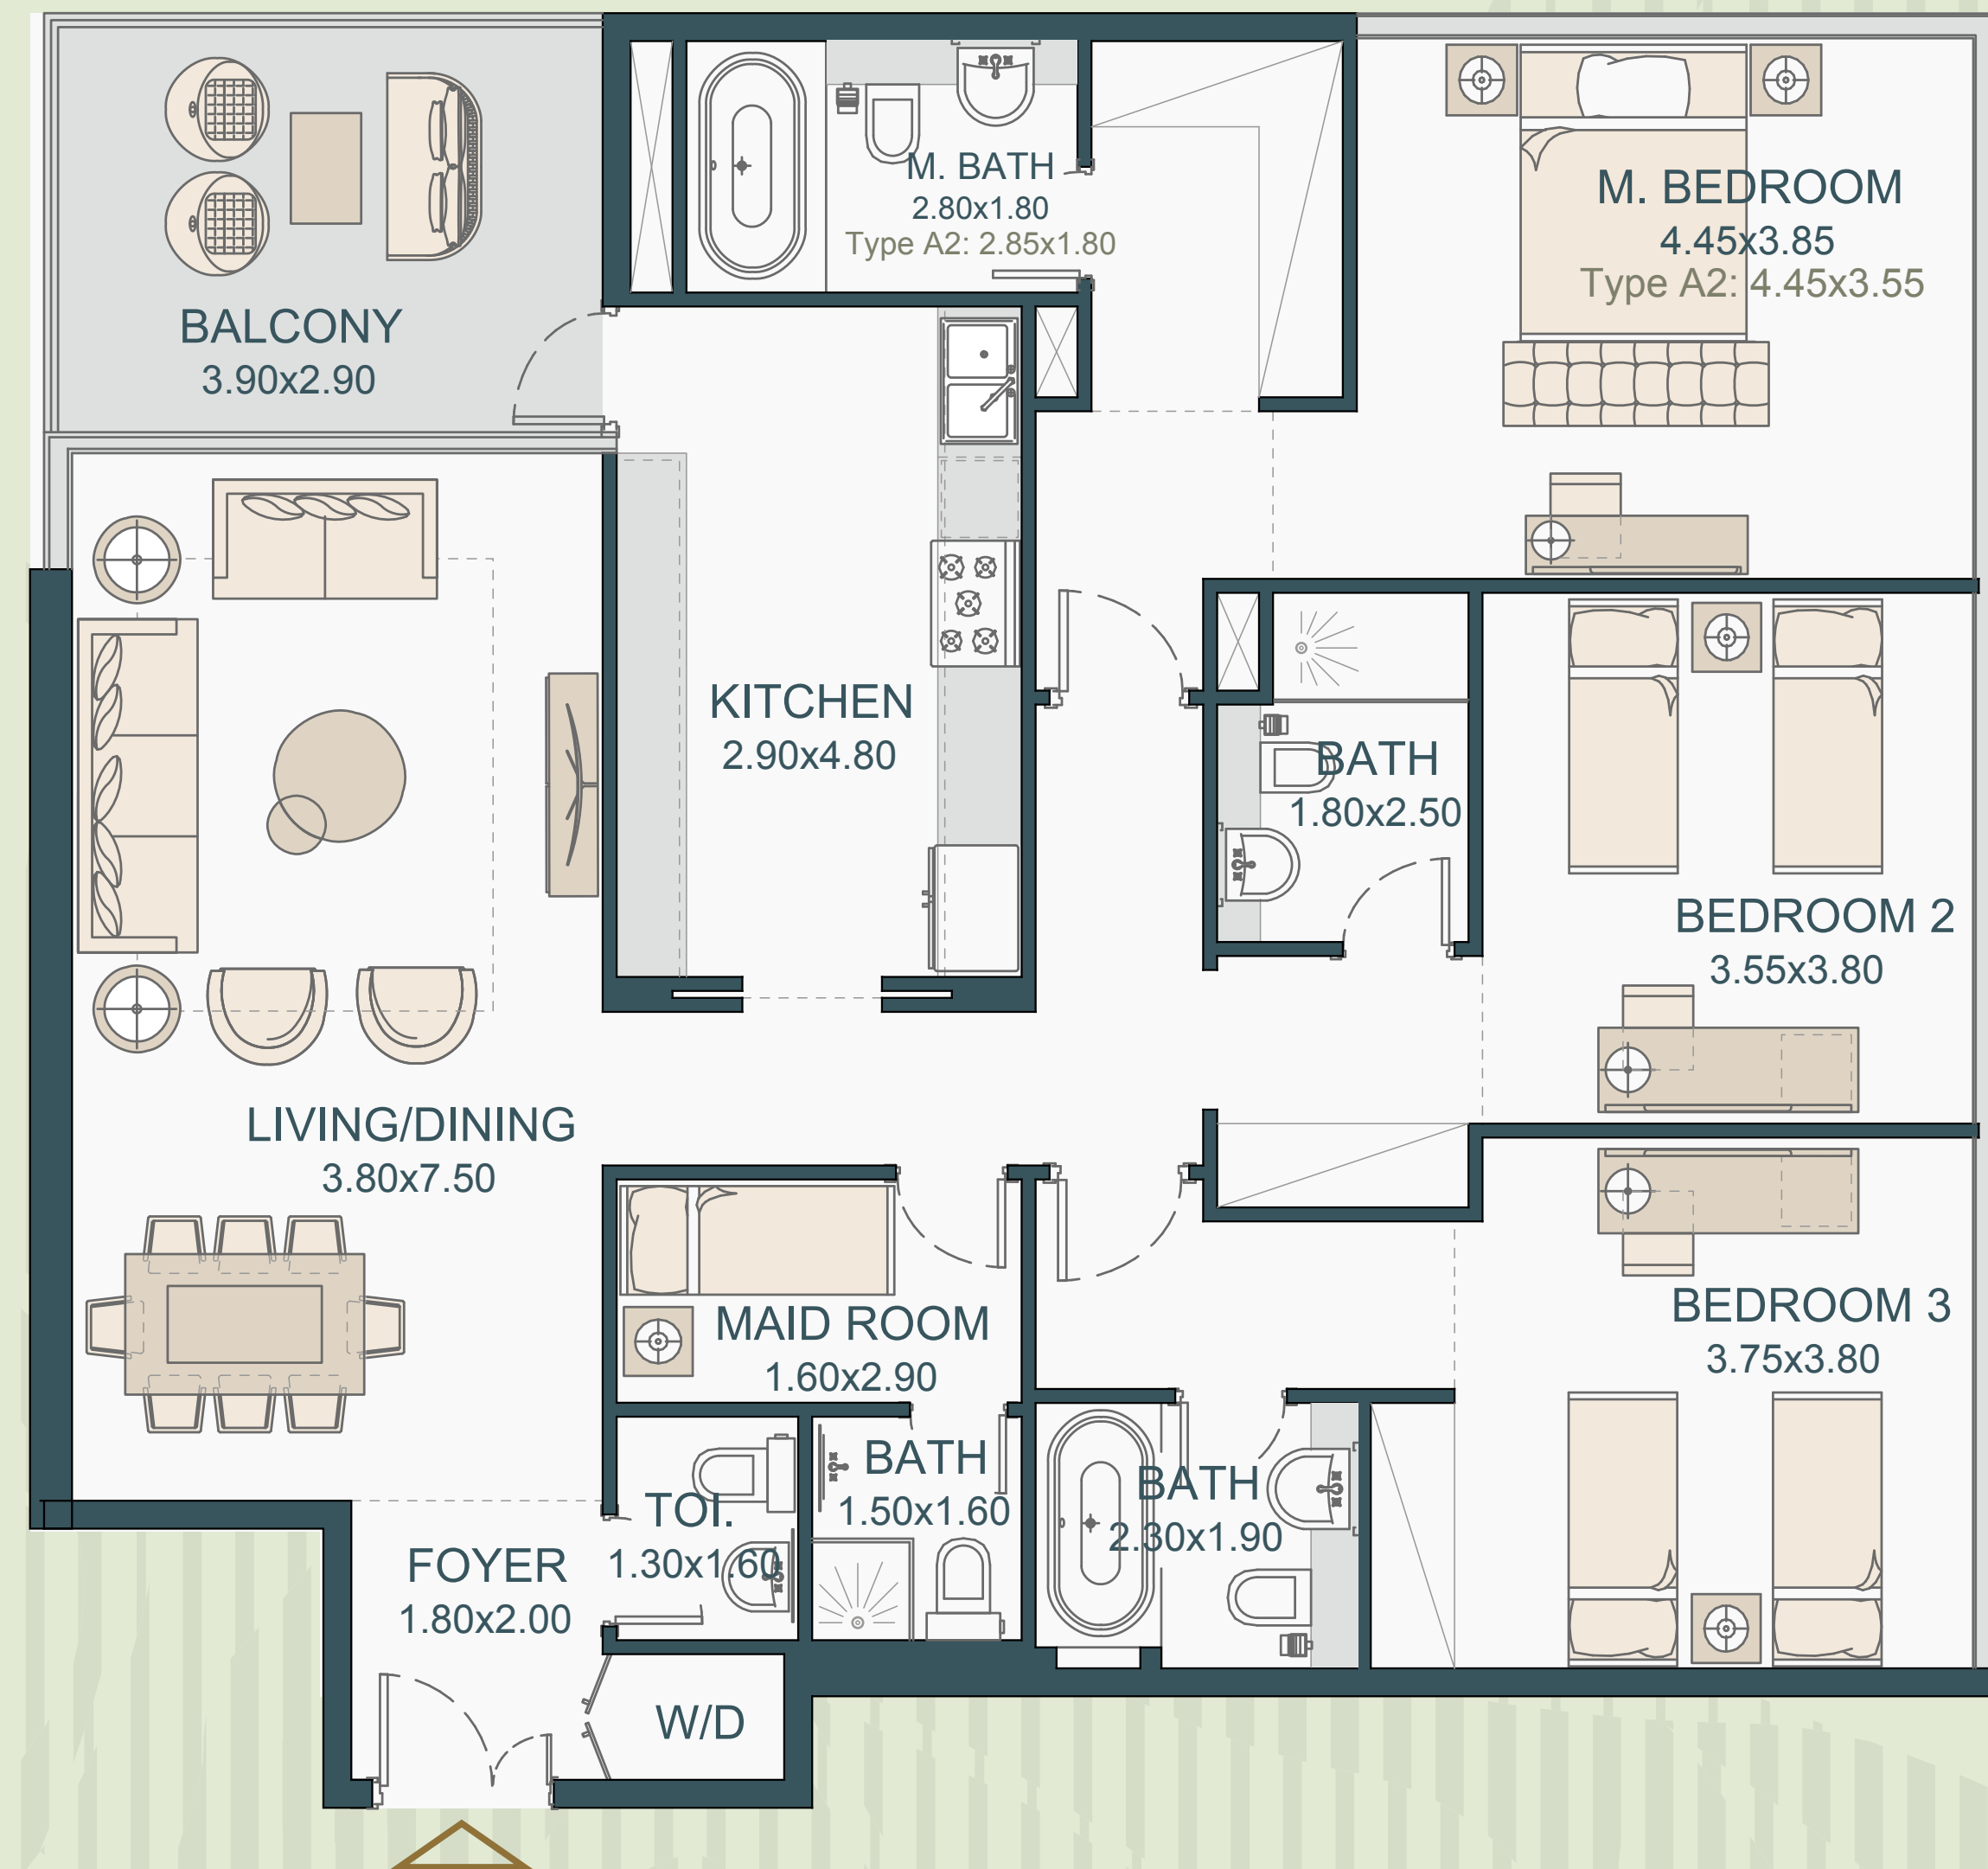 M. BATH
2.80x1.80
Type A2: 2.85x1.80
M. BEDROOM
4.45x3.85
Type A2: 4.45x3.55
BALCONY
3.90x2.90
KITCHEN
2.90x4.80
BATH
1.80x2.50
BEDROOM 2
3.55x3.80
LIVING/DINING
3.80x7.50
MAID ROOM
1.60x2.90
BEDROOM 3
3.75x3.80
BATH
1.50x1.60
BATH
2.30x1.90
TOI.
1.30x1.60
FOYER
1.80x2.00
W/D